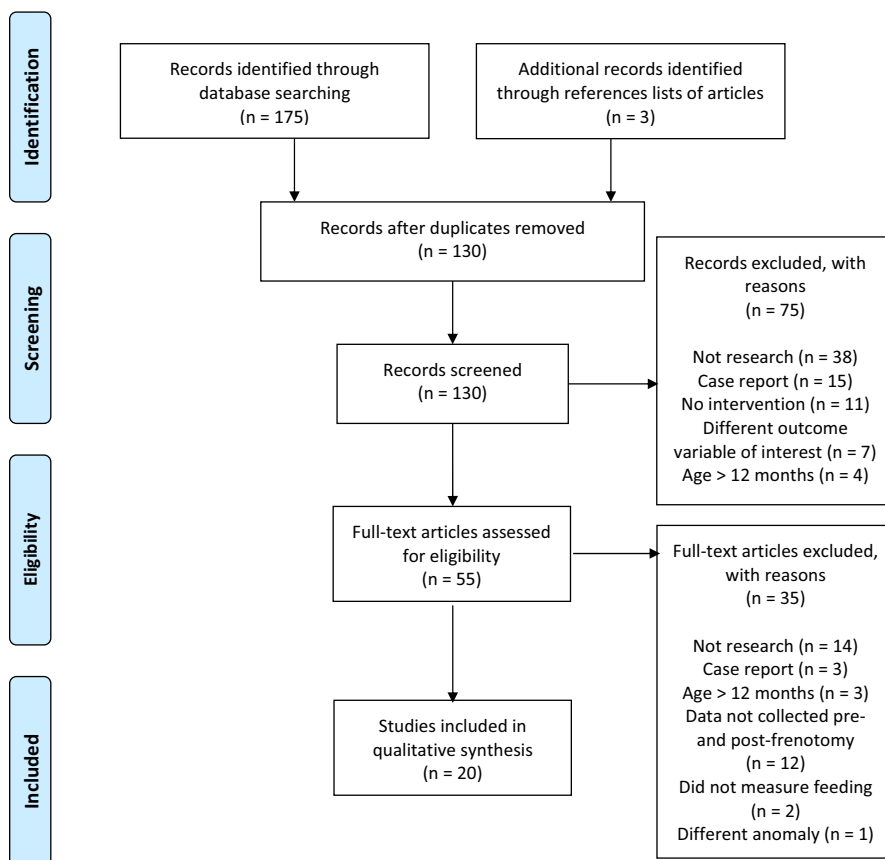 Identification
Records identified through
database searching
(n = 175)
Additional records identified
through references lists of articles
(n = 3)
Records after duplicates removed
(n = 130)
Screening
Records screened
(n = 130)
Records excluded, with
reasons
(n = 75)
Not research (n = 38)
Case report (n = 15)
No intervention (n = 11)
Different outcome
variable of interest (n = 7)
Age > 12 months (n = 4)
Eligibility
Full-text articles assessed
for eligibility
(n = 55)
Full-text articles excluded,
with reasons
(n = 35)
Not research (n = 14)
Case report (n = 3)
Age > 12 months (n = 3)
Data not collected pre-
and post-frenotomy
(n = 12)
Did not measure feeding
(n = 2)
Different anomaly (n = 1)
Included
Studies included in
qualitative synthesis
(n = 20)